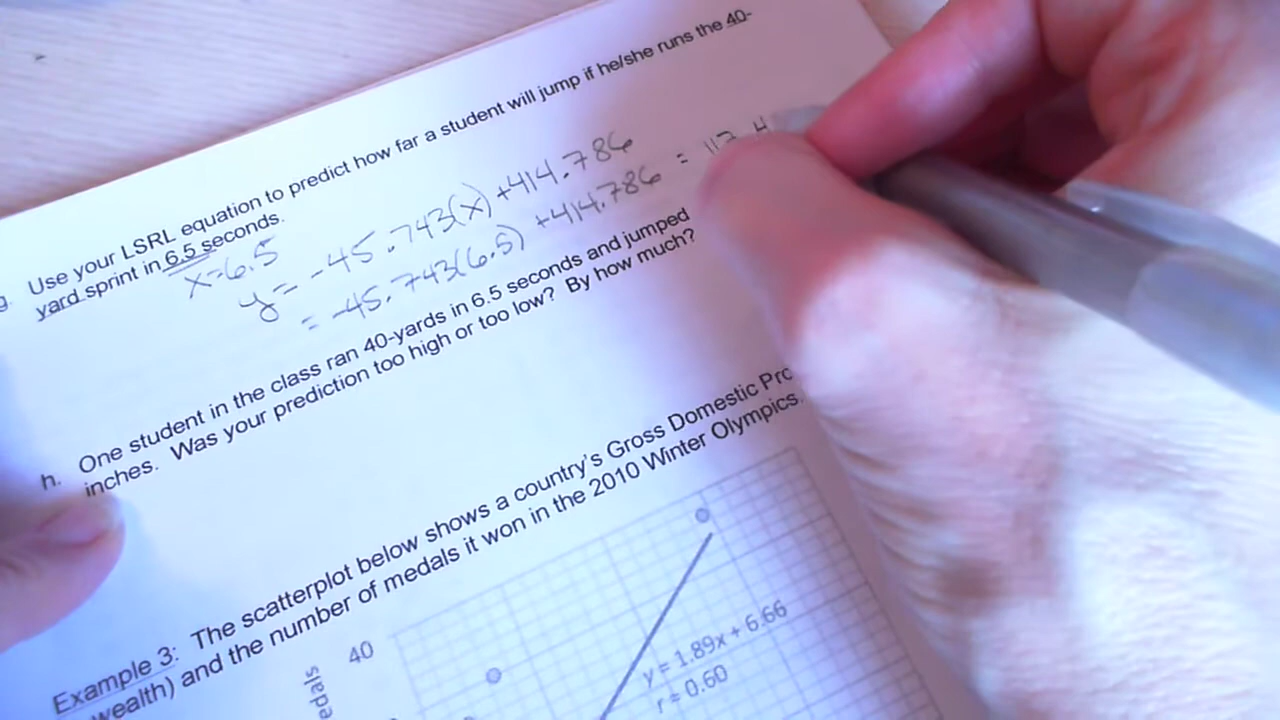 g. Use your LSRL equation to predict how far a student will jump if he/she runs the 40-
yard sprint in 6.5 seconds.
x=6.5
y = -45.743(x)+414.786
= -45.743(6.5) +414.786 = 117.4
h. One student in the class ran 40-yards in 6.5 seconds and jumped
inches. Was your prediction too high or too low? By how much?
Example 3: The scatterplot below shows a country's Gross Domestic
wealth) and the number of medals it won in the 2010 Winter Olympics.
40
y = 1.89x + 6.66
r = 0.60